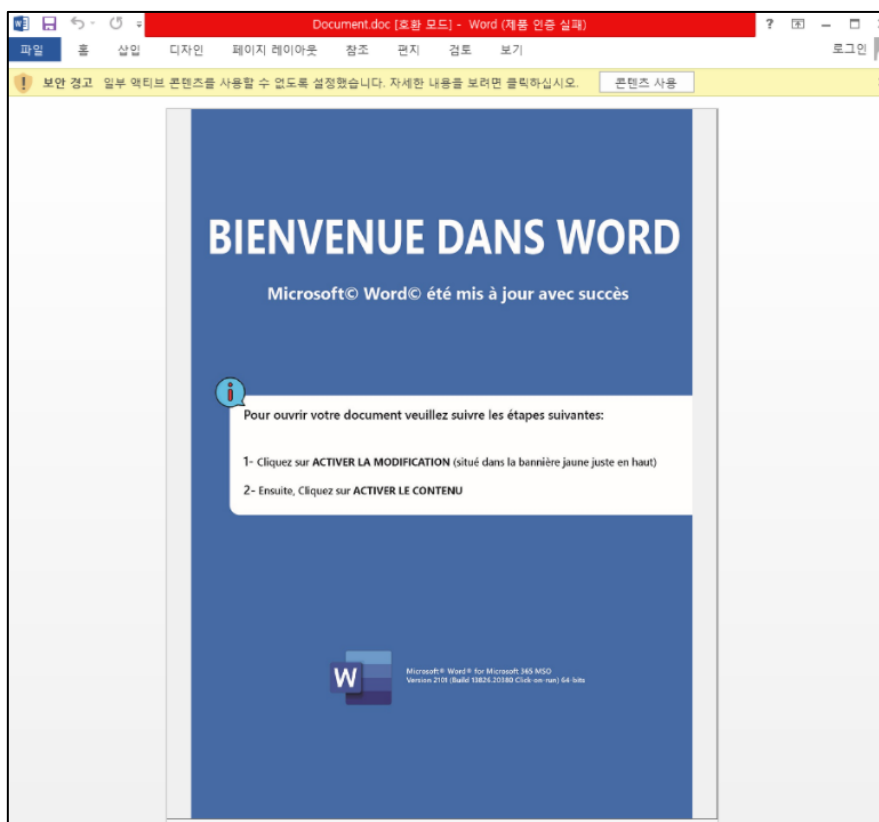 Document.doc [호환 모드] - Word (제품 인증 실패)
?
파일 홈 삽입 디자인 페이지 레이아웃 참조 편지 검토 보기 로그인
보안 경고 일부 액티브 콘텐츠를 사용할 수 없도록 설정했습니다. 자세한 내용을 보려면 클릭하십시오. 콘텐츠 사용
BIENVENUE DANS WORD
Microsoft© Word© été mis à jour avec succès
i
Pour ouvrir votre document veuillez suivre les étapes suivantes:
1- Cliquez sur ACTIVER LA MODIFICATION (situé dans la bannière jaune juste en haut)
2- Ensuite, Cliquez sur ACTIVER LE CONTENU
W
Microsoft® Word® for Microsoft 365 MSO
Version 2101 (Build 13824.20380 Click-on-run) 64-bits